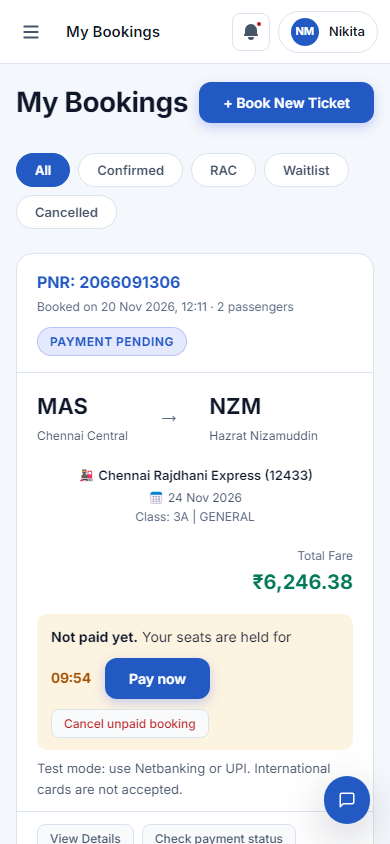 My Bookings
NM Nikita
My Bookings
+ Book New Ticket
All Confirmed RAC Waitlist
Cancelled
PNR: 2066091306
Booked on 20 Nov 2026, 12:11 · 2 passengers
PAYMENT PENDING
MAS → NZM
Chennai Central Hazrat Nizamuddin
Chennai Rajdhani Express (12433)
24 Nov 2026
Class: 3A | GENERAL
Total Fare
₹6,246.38
Not paid yet. Your seats are held for
09:54 Pay now
Cancel unpaid booking
Test mode: use Netbanking or UPI. International
cards are not accepted.
View Details Check payment status